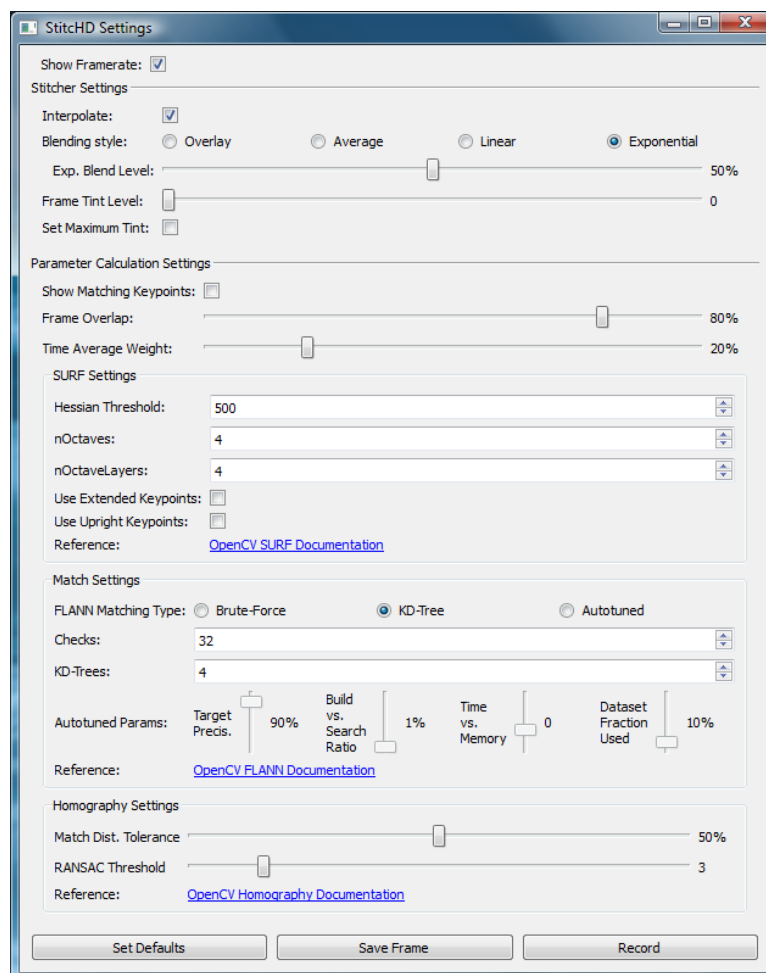 StitcHD Settings
Show Framerate:
Stitcher Settings
Interpolate:
Blending style: Overlay Average Linear Exponential
Exp. Blend Level: 50%
Frame Tint Level: 0
Set Maximum Tint:
Parameter Calculation Settings
Show Matching Keypoints:
Frame Overlap: 80%
Time Average Weight: 20%
SURF Settings
Hessian Threshold: 500
nOctaves: 4
nOctaveLayers: 4
Use Extended Keypoints:
Use Upright Keypoints:
Reference: OpenCV SURF Documentation
Match Settings
FLANN Matching Type: Brute-Force KD-Tree Autotuned
Checks: 32
KD-Trees: 4
Autotuned Params:
Target
Precis.
90%
Build
vs.
Search
Ratio
1%
Time
vs.
Memory
0
Dataset
Fraction
Used
10%
Reference: OpenCV FLANN Documentation
Homography Settings
Match Dist. Tolerance 50%
RANSAC Threshold 3
Reference: OpenCV Homography Documentation
Set Defaults Save Frame Record